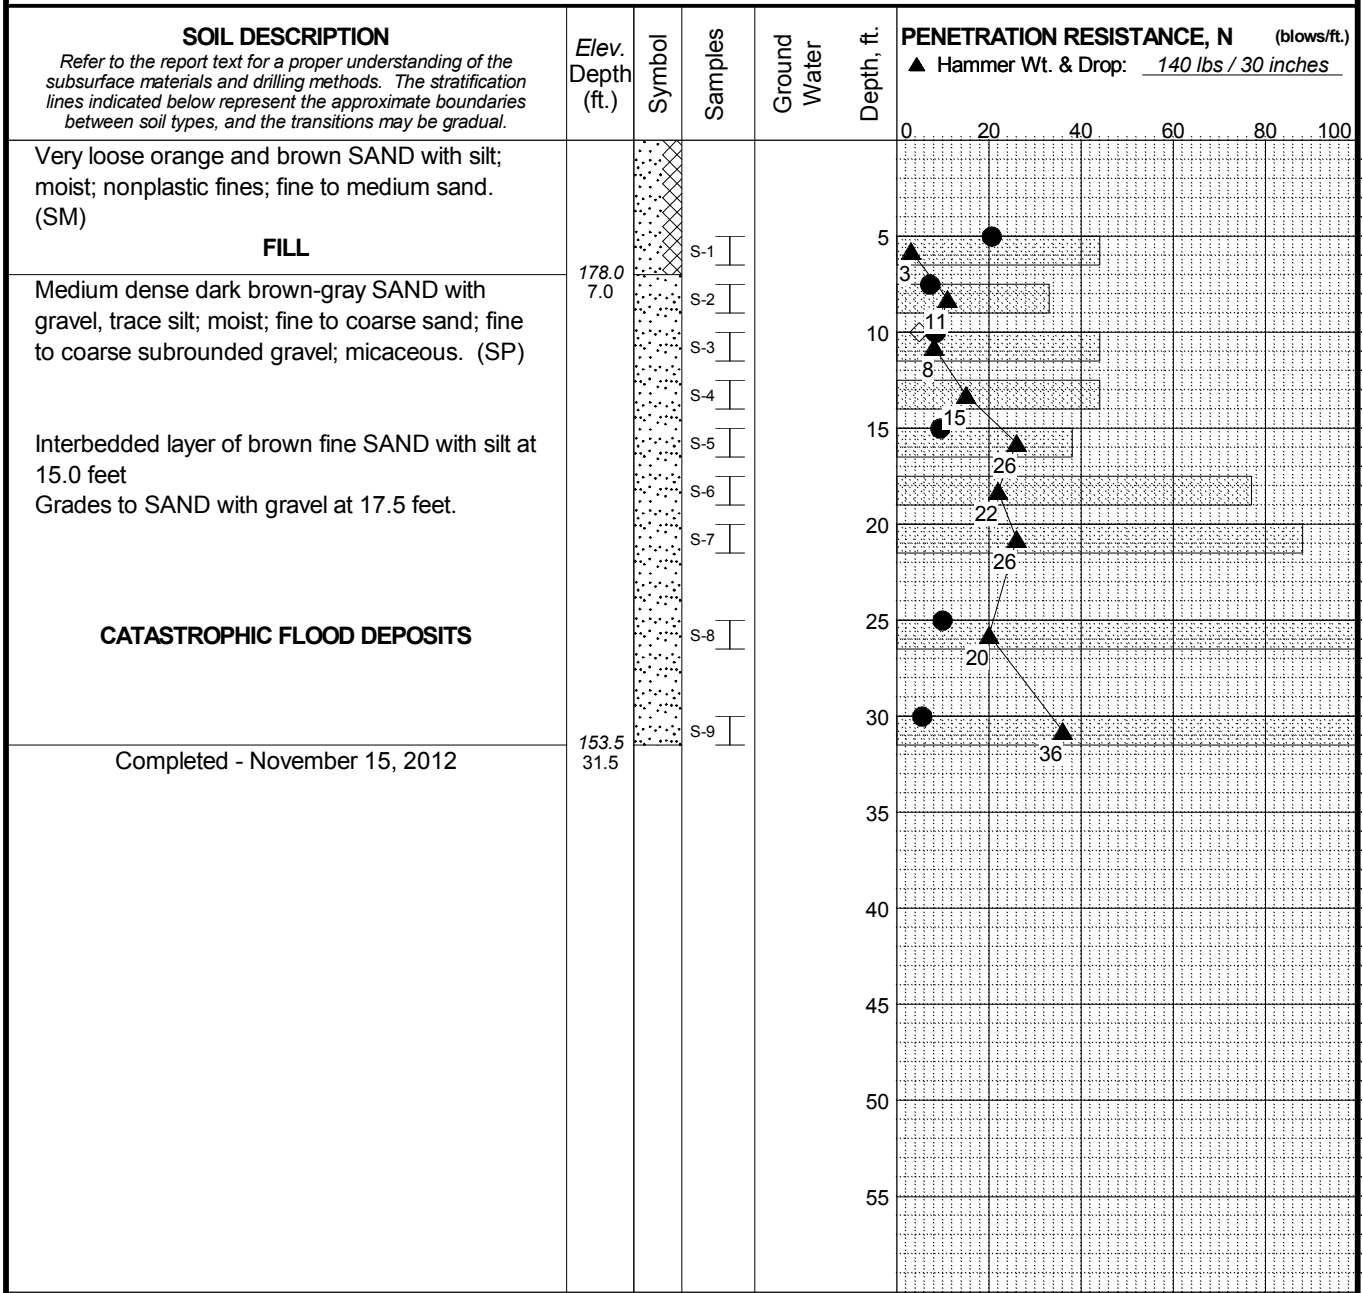 SOIL DESCRIPTION
Refer to the report text for a proper understanding of the
subsurface materials and drilling methods. The stratification
lines indicated below represent the approximate boundaries
between soil types, and the transitions may be gradual.
Elev.
Depth
(ft.)
Symbol
Samples
Ground
Water
Depth, ft.
PENETRATION RESISTANCE, N (blows/ft.)
▲ Hammer Wt. & Drop: 140 lbs / 30 inches
0 20 40 60 80 100
Very loose orange and brown SAND with silt;
moist; nonplastic fines; fine to medium sand.
(SM)
FILL
178.0
7.0
Medium dense dark brown-gray SAND with
gravel, trace silt; moist; fine to coarse sand; fine
to coarse subrounded gravel; micaceous. (SP)
Interbedded layer of brown fine SAND with silt at
15.0 feet
Grades to SAND with gravel at 17.5 feet.
CATASTROPHIC FLOOD DEPOSITS
153.5
31.5
Completed - November 15, 2012
S-1
S-2
S-3
S-4
S-5
S-6
S-7
S-8
S-9
5
10
15
20
25
30
35
40
45
50
55
3
11
8
15
26
22
26
20
36